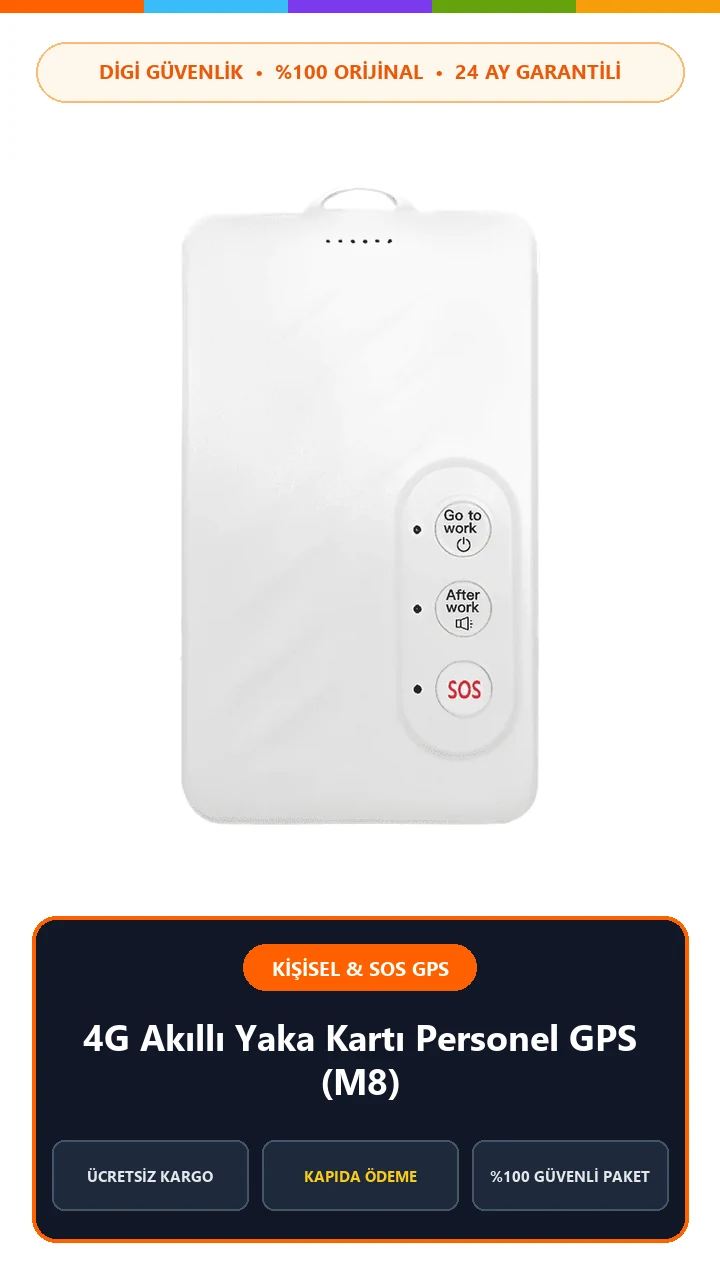 DİGİ GÜVENLİK • %100 ORİJİNAL • 24 AY GARANTİLİ
Go to
work
After
work
SOS
KİŞİSEL & SOS GPS
4G Akıllı Yaka Kartı Personel GPS
(M8)
ÜCRETSİZ KARGO
KAPIDA ÖDEME
%100 GÜVENLİ PAKET